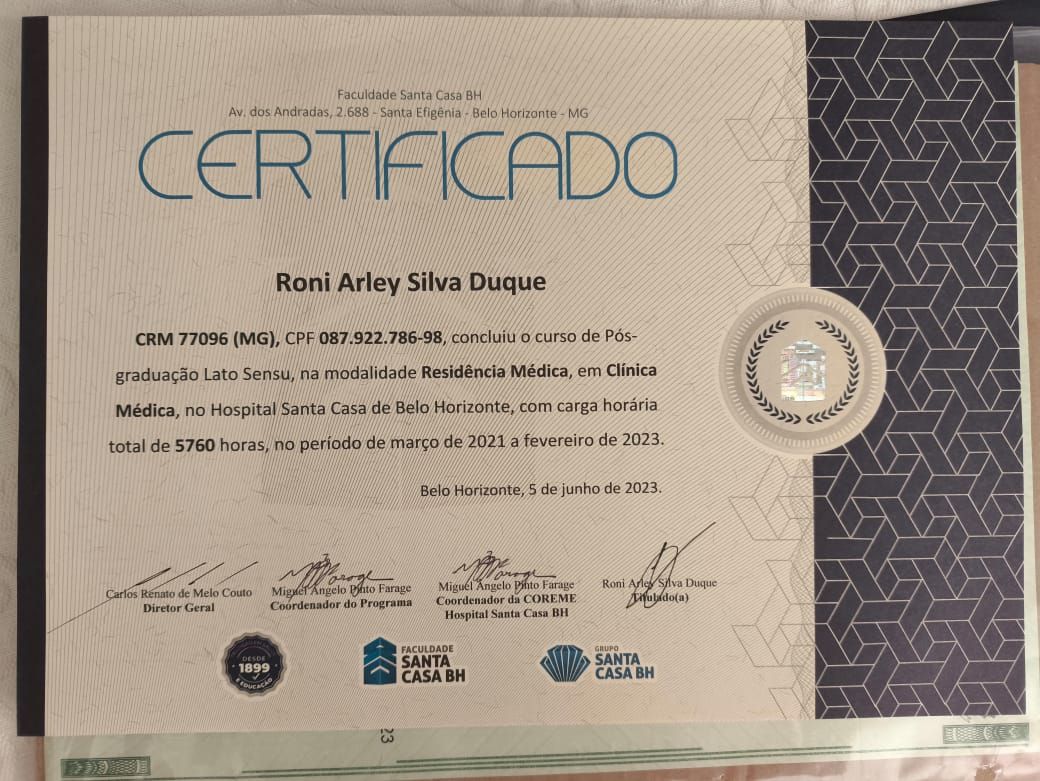 Faculdade Santa Casa BH
Av. dos Andradas, 2.688 - Santa Efigênia - Belo Horizonte - MG
CERTIFICADO
Roni Arley Silva Duque
CRM 77096 (MG), CPF 087.922.786-98, concluiu o curso de Pós-
graduação Lato Sensu, na modalidade Residência Médica, em Clínica
Médica, no Hospital Santa Casa de Belo Horizonte, com carga horária
total de 5760 horas, no período de março de 2021 a fevereiro de 2023.
Belo Horizonte, 5 de junho de 2023.
Carlos Renato de Melo Couto
Diretor Geral
Miguel Angelo Pinto Farage
Coordenador do Programa
Miguel Angelo Pinto Farage
Coordenador da COREME
Hospital Santa Casa BH
Roni Arley Silva Duque
Titulado(a)
DESDE
1899
E EDUCAÇÃO
FACULDADE
SANTA
CASA BH
GRUPO
SANTA
CASA BH
23